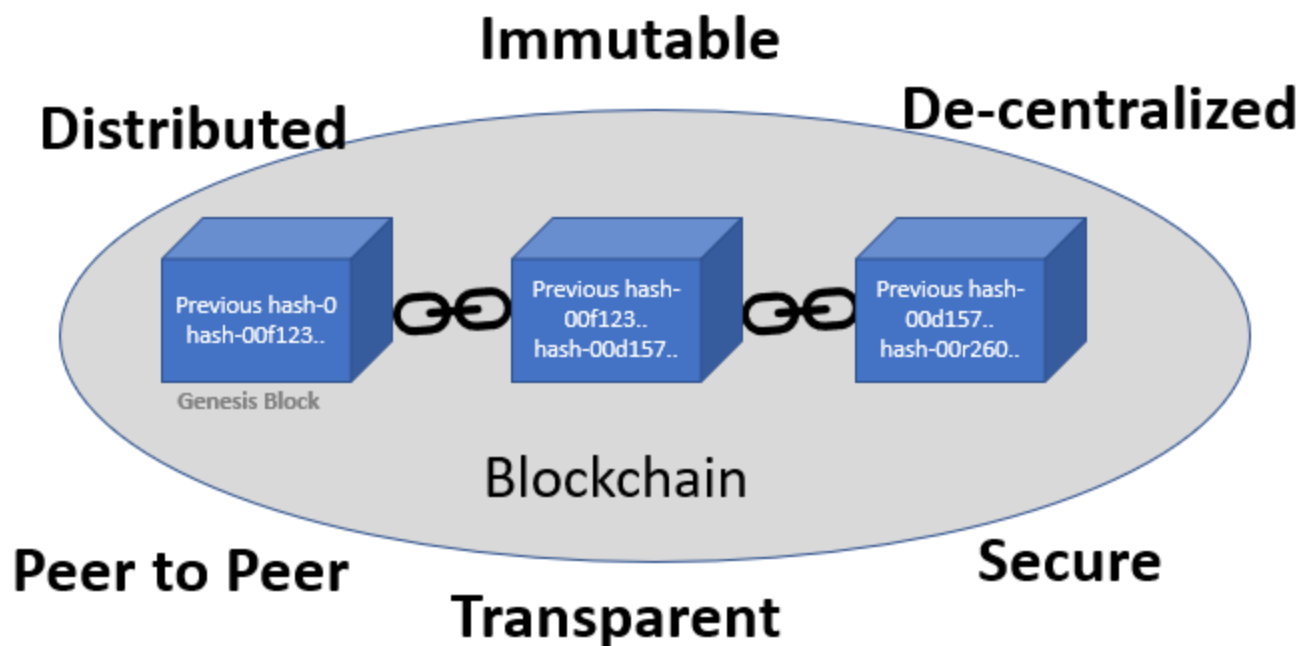 Immutable
Distributed
De-centralized
Previous hash-0
hash-00f123..
Genesis Block
Previous hash-
00f123..
hash-00d157..
Previous hash-
00d157..
hash-00r260..
Blockchain
Peer to Peer
Transparent
Secure